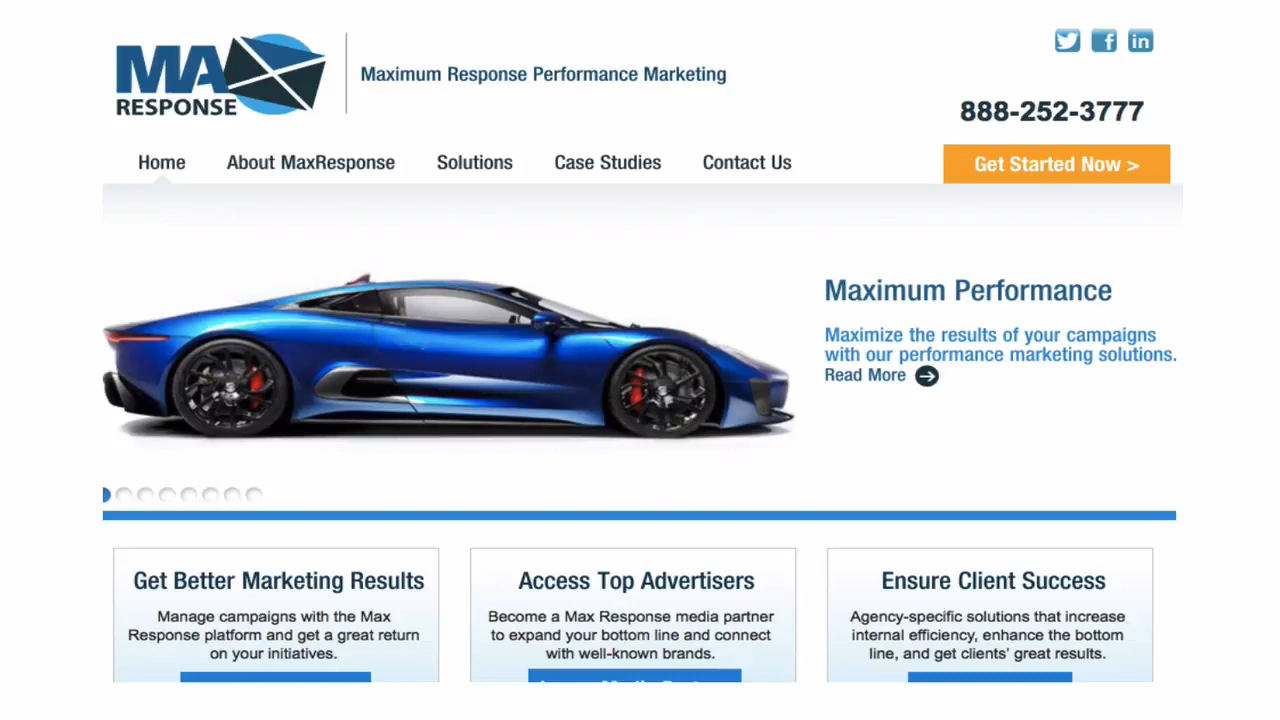 MAX
RESPONSE
Maximum Response Performance Marketing
888-252-3777
Home About MaxResponse Solutions Case Studies Contact Us
Get Started Now >
Maximum Performance
Maximize the results of your campaigns
with our performance marketing solutions.
Read More
Get Better Marketing Results
Manage campaigns with the Max
Response platform and get a great return
on your initiatives.
Access Top Advertisers
Become a Max Response media partner
to expand your bottom line and connect
with well-known brands.
Ensure Client Success
Agency-specific solutions that increase
internal efficiency, enhance the bottom
line, and get clients' great results.